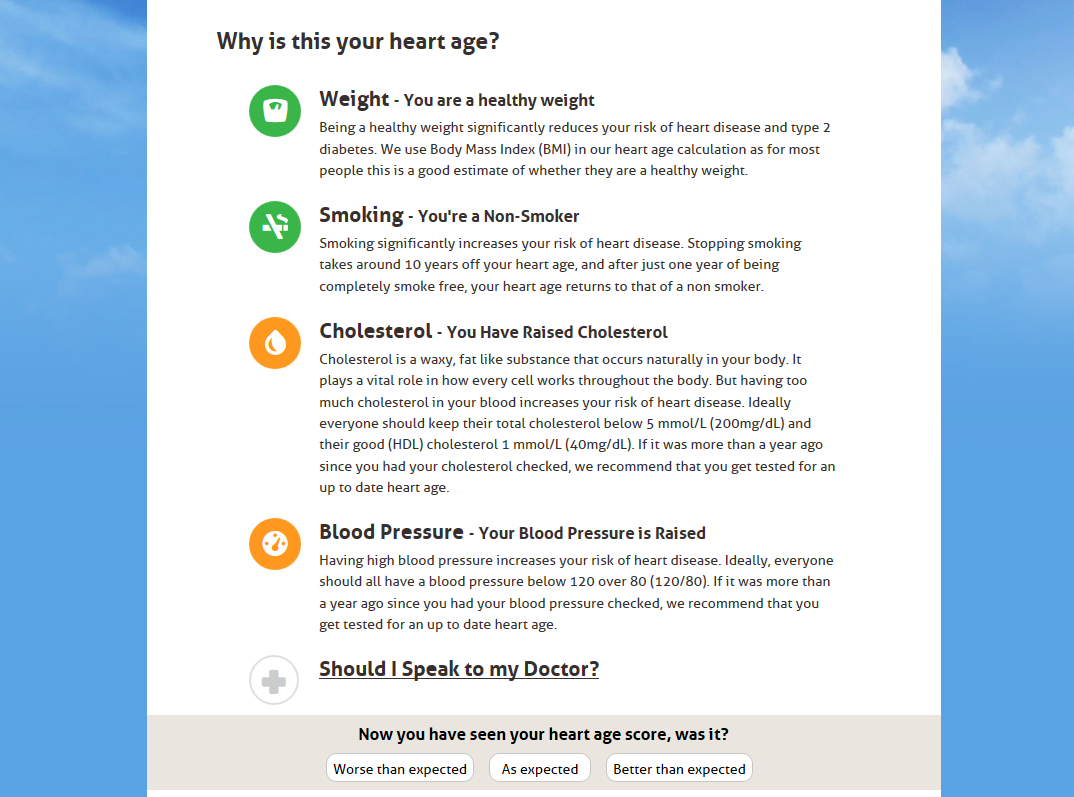 Why is this your heart age?
Weight - You are a healthy weight
Being a healthy weight significantly reduces your risk of heart disease and type 2
diabetes. We use Body Mass Index (BMI) in our heart age calculation as for most
people this is a good estimate of whether they are a healthy weight.
Smoking - You're a Non-Smoker
Smoking significantly increases your risk of heart disease. Stopping smoking
takes around 10 years off your heart age, and after just one year of being
completely smoke free, your heart age returns to that of a non smoker.
Cholesterol - You Have Raised Cholesterol
Cholesterol is a waxy, fat like substance that occurs naturally in your body. It
plays a vital role in how every cell works throughout the body. But having too
much cholesterol in your blood increases your risk of heart disease. Ideally
everyone should keep their total cholesterol below 5 mmol/L (200mg/dL) and
their good (HDL) cholesterol 1 mmol/L (40mg/dL). If it was more than a year ago
since you had your cholesterol checked, we recommend that you get tested for an
up to date heart age.
Blood Pressure - Your Blood Pressure is Raised
Having high blood pressure increases your risk of heart disease. Ideally, everyone
should all have a blood pressure below 120 over 80 (120/80). If it was more than
a year ago since you had your blood pressure checked, we recommend that you
get tested for an up to date heart age.
Should I Speak to my Doctor?
Now you have seen your heart age score, was it?
Worse than expected As expected Better than expected